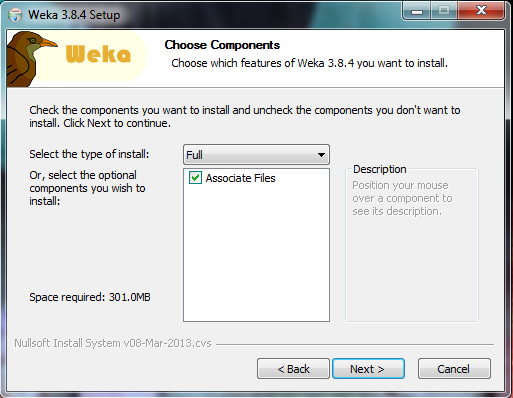 Weka 3.8.4 Setup
Weka
Choose Components
Choose which features of Weka 3.8.4 you want to install.
Check the components you want to install and uncheck the components you don't want to
install. Click Next to continue.
Select the type of install:
Full
Or, select the optional
components you wish to
install:
Associate Files
Description
Position your mouse
over a component to
see its description.
Space required: 301.0MB
Nullsoft Install System v08-Mar-2013.cvs
< Back
Next >
Cancel